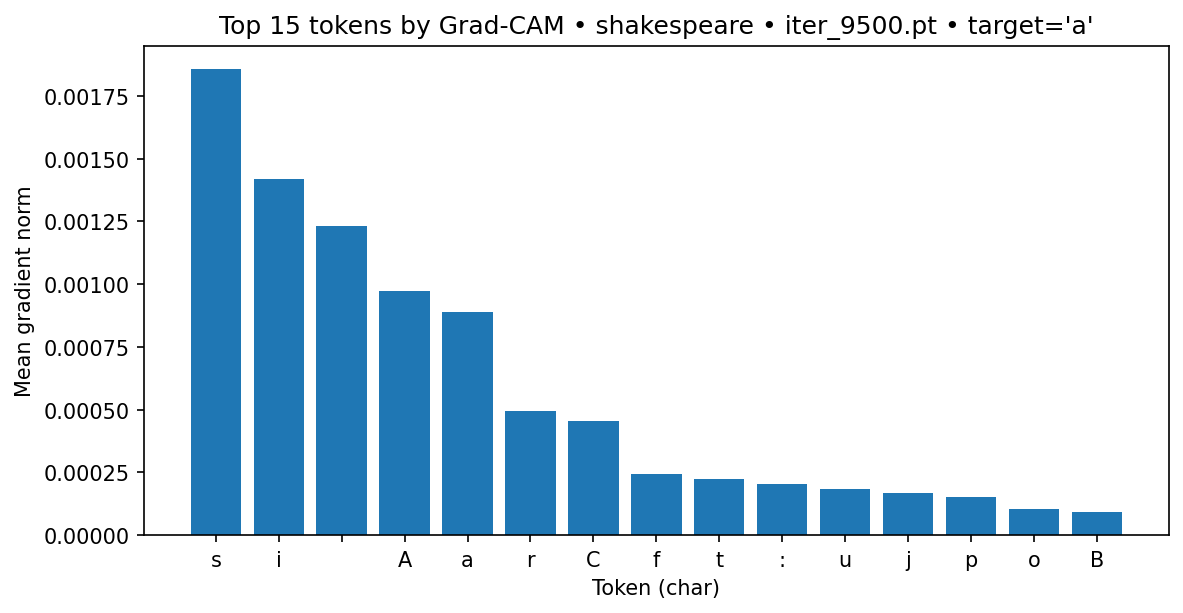 Top 15 tokens by Grad-CAM • shakespeare • iter_9500.pt • target='a'
Mean gradient norm
0.00175
0.00150
0.00125
0.00100
0.00075
0.00050
0.00025
0.00000
s i A a r C f t : u j p o B
Token (char)